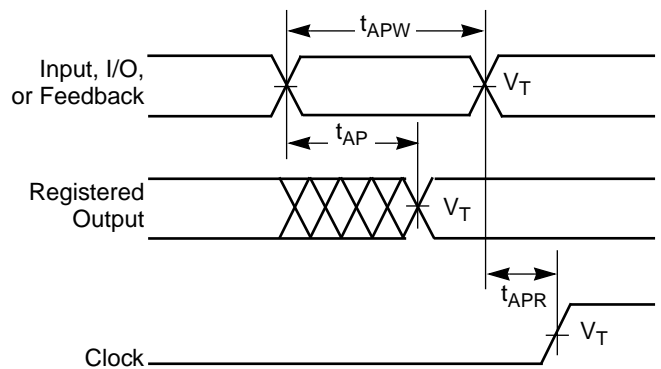 tAPW
Input, I/O,
or Feedback
VT
tAP
Registered
Output
VT
tAPR
VT
Clock